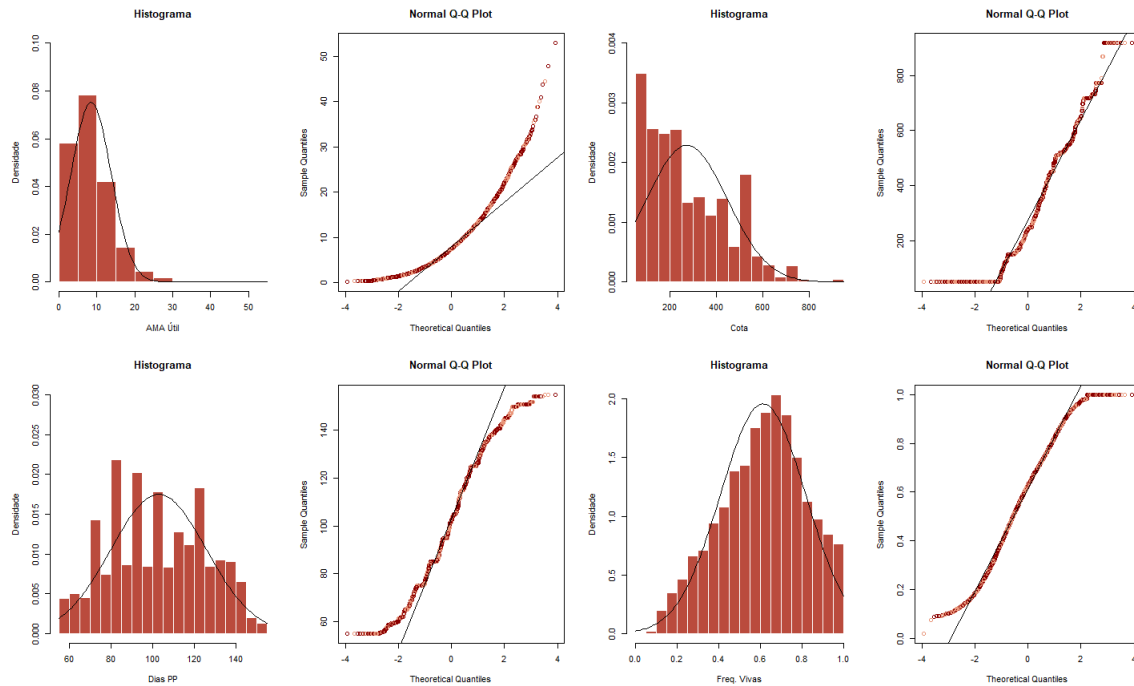 Histograma
Densidade
0.00 0.02 0.04 0.06 0.08 0.10
0 10 20 30 40 50
AMA Útil
Normal Q-Q Plot
Sample Quantiles
0 10 20 30 40 50
-4 -2 0 2 4
Theoretical Quantiles
Histograma
Densidade
0.000 0.001 0.002 0.003 0.004
200 400 600 800
Cota
Normal Q-Q Plot
Sample Quantiles
200 400 600 800
-4 -2 0 2 4
Theoretical Quantiles
Histograma
Densidade
0.000 0.005 0.010 0.015 0.020 0.025 0.030
60 80 100 120 140
Dias PP
Normal Q-Q Plot
Sample Quantiles
60 80 100 120 140
-4 -2 0 2 4
Theoretical Quantiles
Histograma
Densidade
0.0 0.5 1.0 1.5 2.0
0.0 0.2 0.4 0.6 0.8 1.0
Freq. Vivas
Normal Q-Q Plot
Sample Quantiles
0.0 0.2 0.4 0.6 0.8 1.0
-4 -2 0 2 4
Theoretical Quantiles